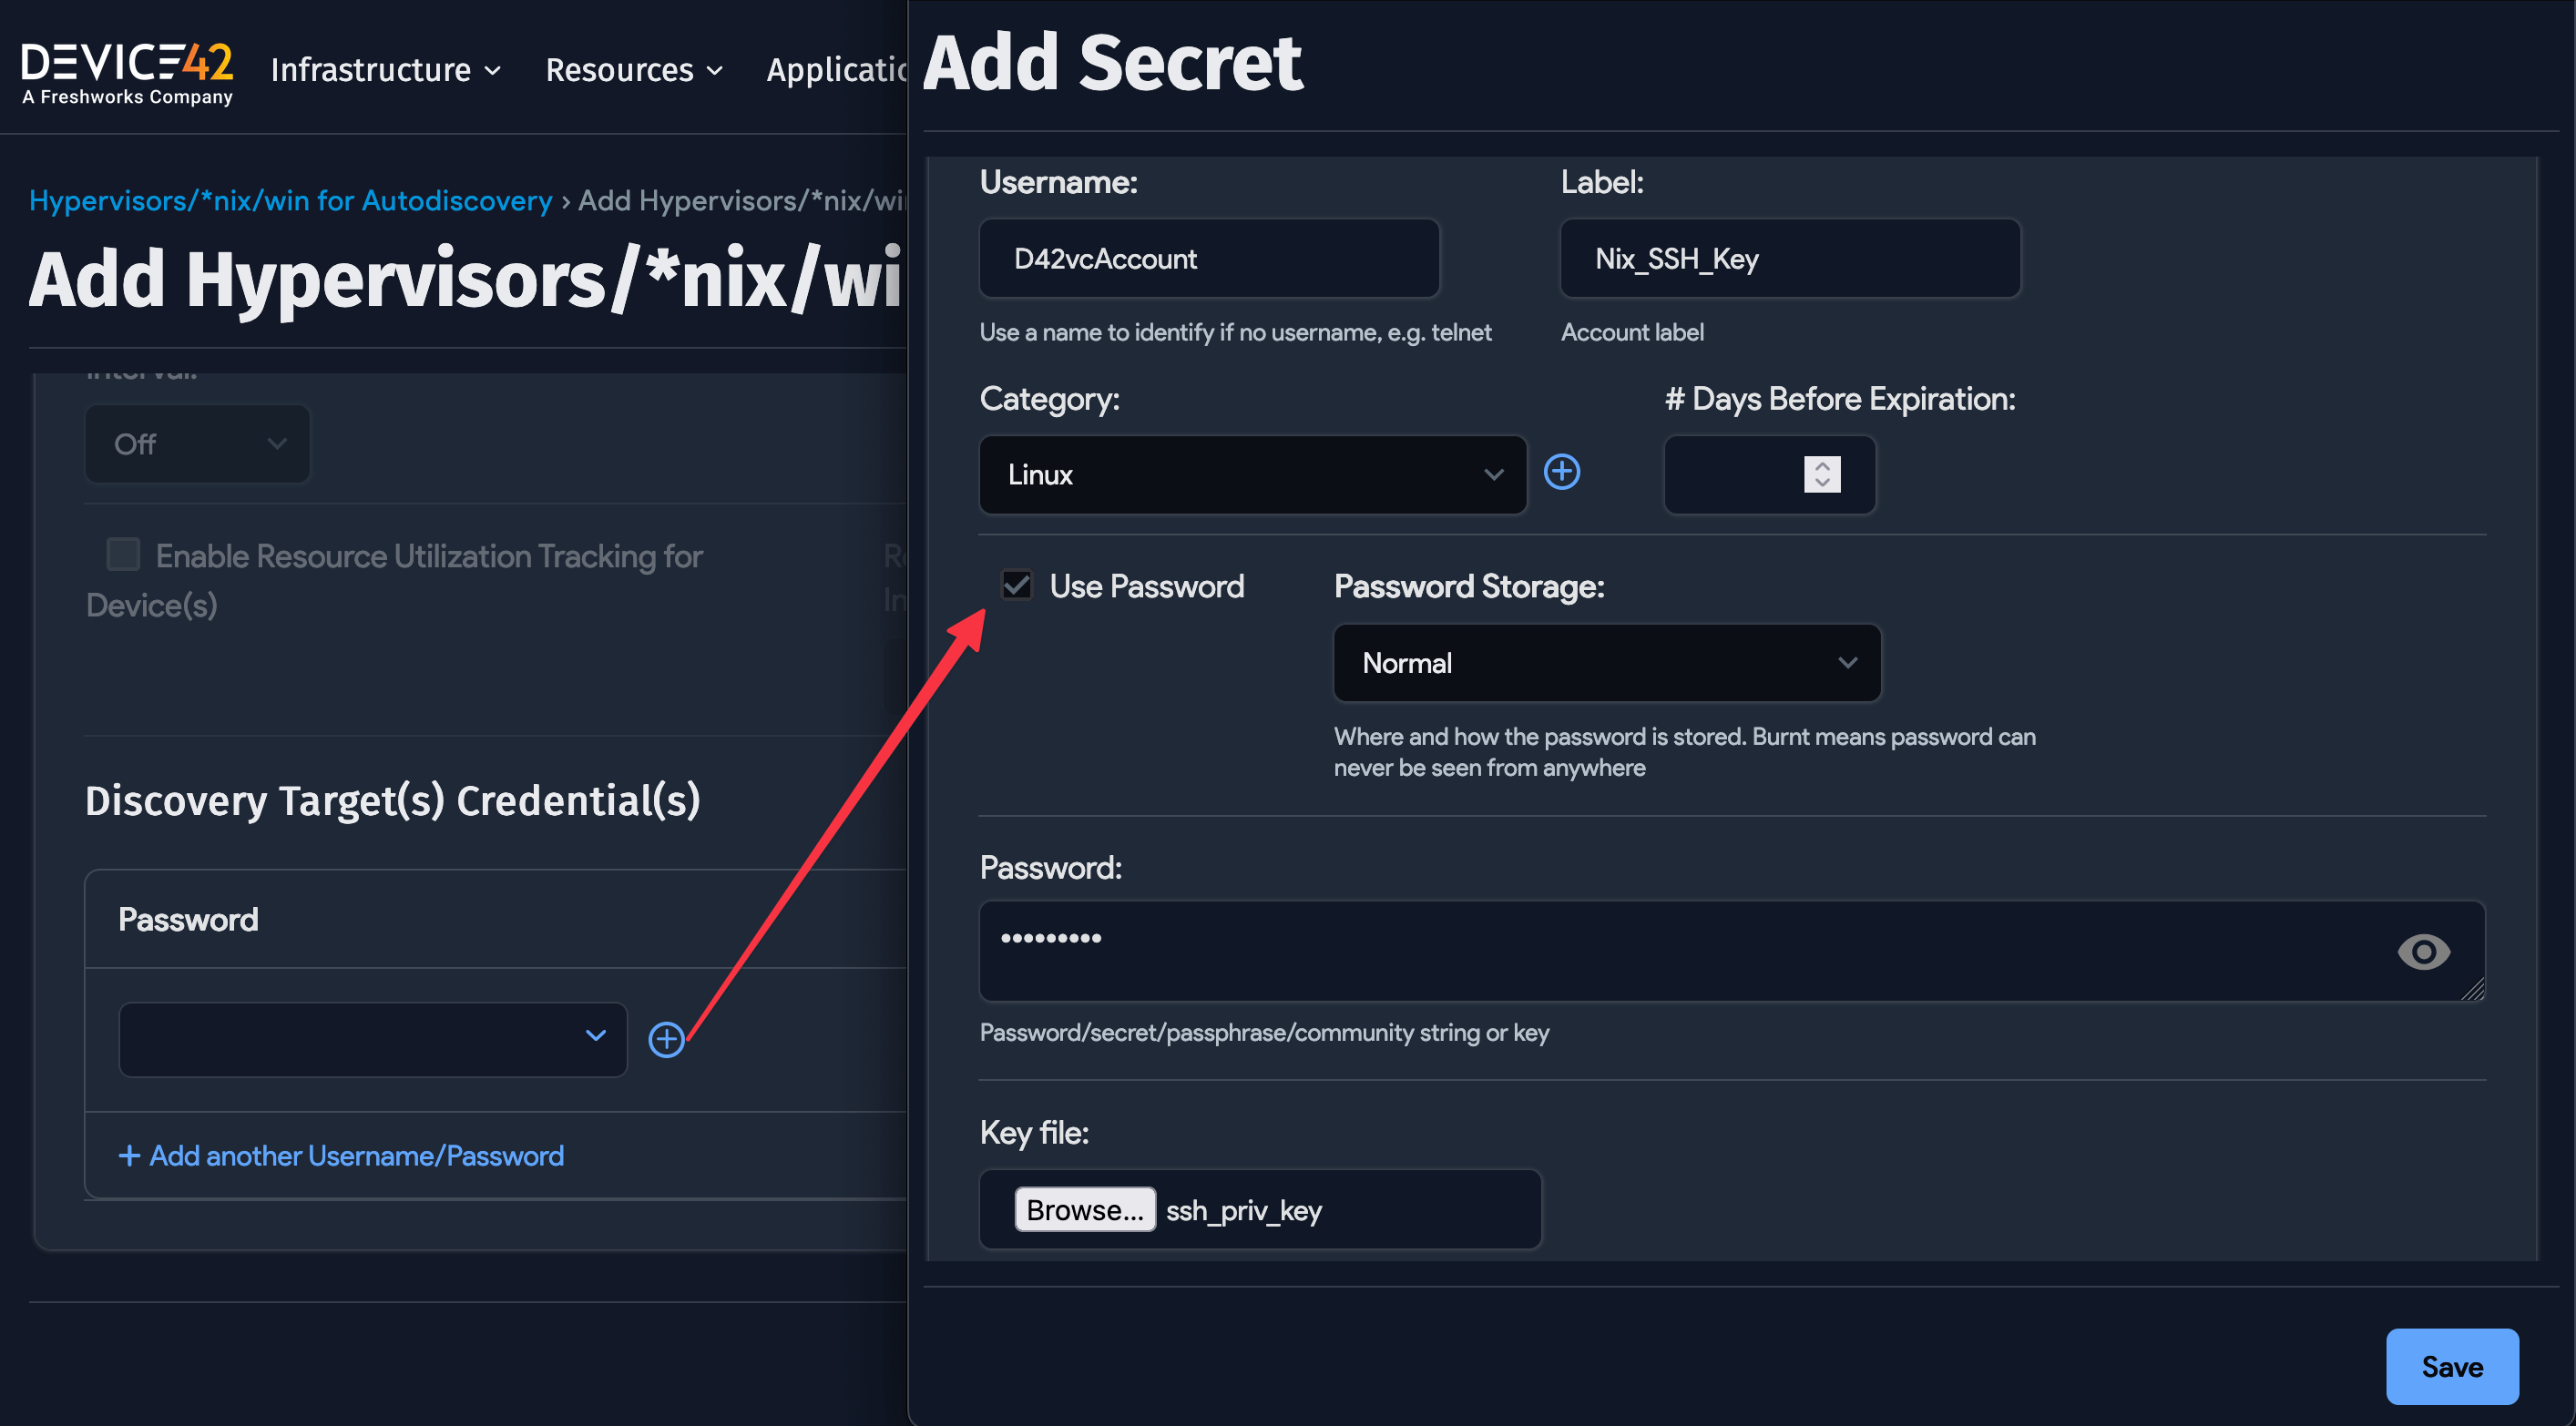 DEVICE42
A Freshworks Company
Infrastructure
Resources
Hypervisors/*nix/win for Autodiscovery › Add Hypervisors/*nix/wi
Add Hypervisors/*nix/wi
Interval:
Off
Enable Resource Utilization Tracking for
Device(s)
Discovery Target(s) Credential(s)
Password
+ Add another Username/Password
Add Secret
Username:
Label:
D42vcAccount
Nix_SSH_Key
Use a name to identify if no username, e.g. telnet
Account label
Category:
# Days Before Expiration:
Linux
Use Password
Password Storage:
Normal
Where and how the password is stored. Burnt means password can
never be seen from anywhere
Password:
•••••••••
Password/secret/passphrase/community string or key
Key file:
Browse... ssh_priv_key
Save